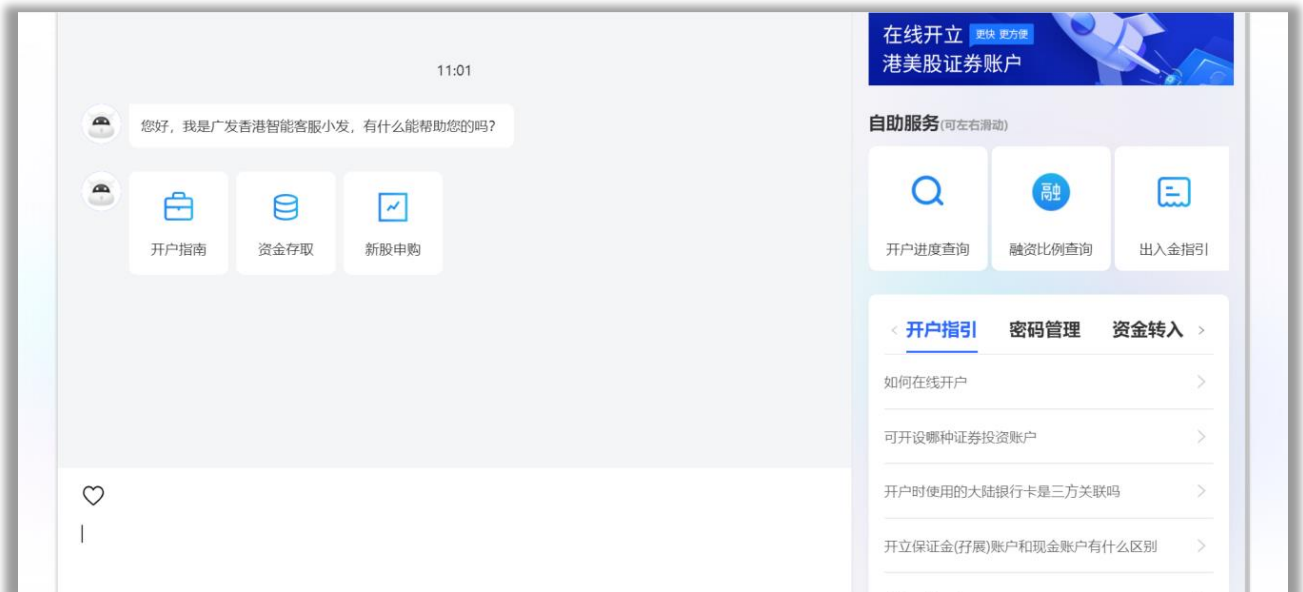 11:01
您好，我是广发香港智能客服小发，有什么能帮助您的吗?
开户指南 资金存取 新股申购
在线开立 更快 更方便
港美股证券账户
自助服务(可左右滑动)
融
开户进度查询 融资比例查询 出入金指引
< 开户指引 密码管理 资金转入 >
如何在线开户
可开设哪种证券投资账户
开户时使用的大陆银行卡是三方关联吗
开立保证金(孖展)账户和现金账户有什么区别